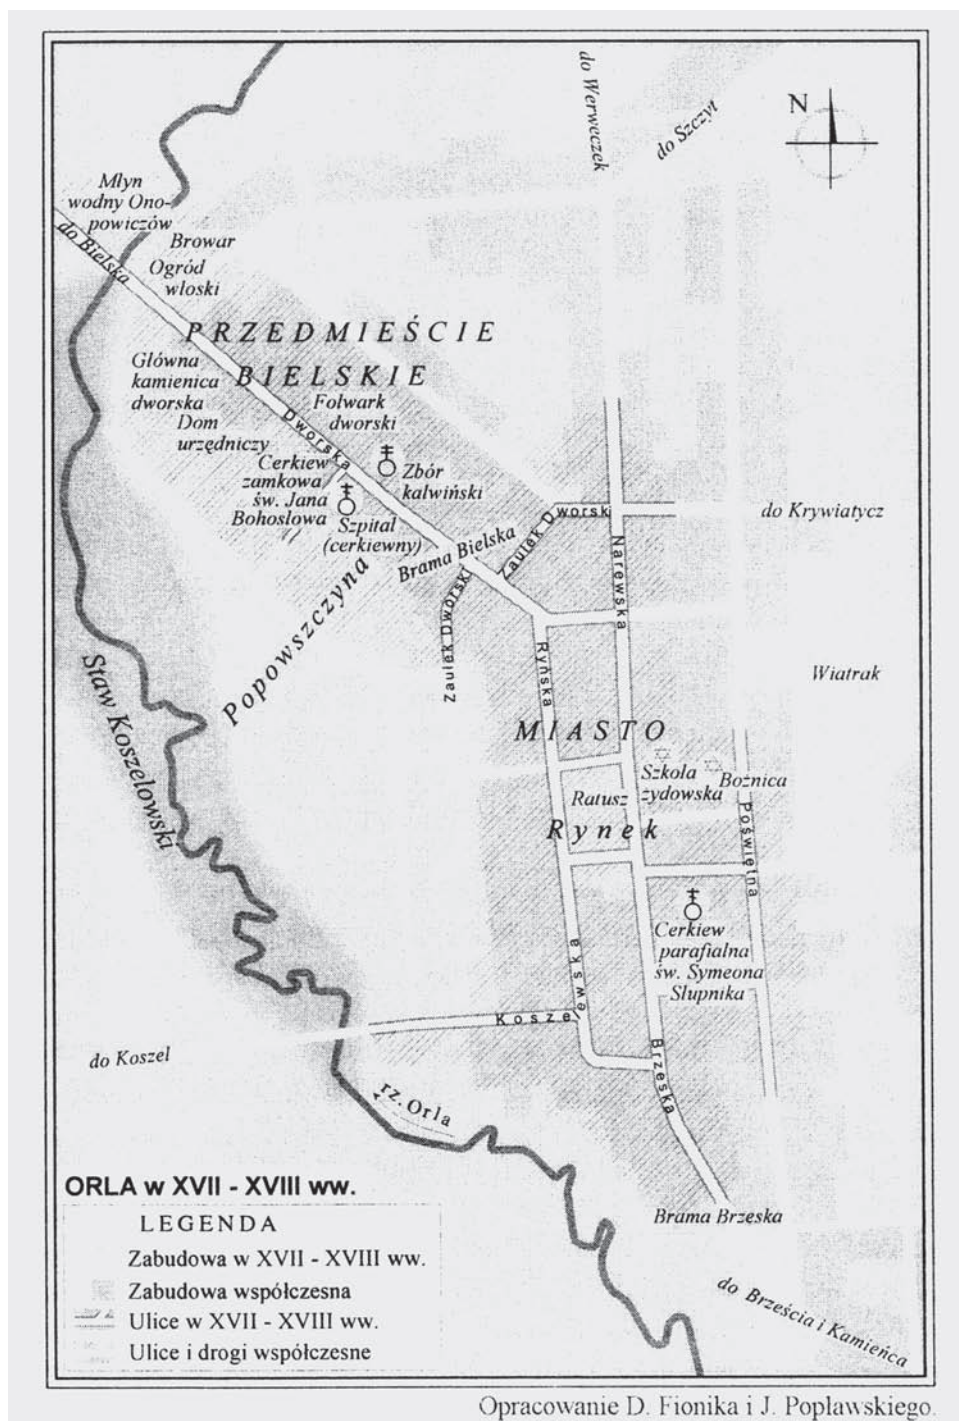 do Werweczek
do Szczyt
N
Młyn
wodny Ono-
powiczów
do Bielska
Browar
Ogród
włoski
PRZEDMIEŚCIE
BIELSKIE
Główna
kamienica
dworska
Folwark
dworski
Dworska
Dom
urzędniczy
Cerkiew
zamkowa
św. Jana
Bohosłowa
Zbór
kalwiński
Szpital
(cerkiewny)
Brama Bielska
Zaułek Dworski
Zaułek Dworski
do Krywiatycz
Narewska
Popowszczyna
Ryńska
Wiatrak
Staw Koszelowski
MIASTO
Szkoła
żydowska
Bożnica
Ratusz
Rynek
Poświętna
Cerkiew
parafialna
św. Symeona
Słupnika
Koszelewska
do Koszel
Brzeska
rz. Orla
Brama Brzeska
do Brześcia i Kamieńca
ORLA w XVII - XVIII ww.
LEGENDA
Zabudowa w XVII - XVIII ww.
Zabudowa współczesna
Ulice w XVII - XVIII ww.
Ulice i drogi współczesne
Opracowanie D. Fionika i J. Popławskiego.